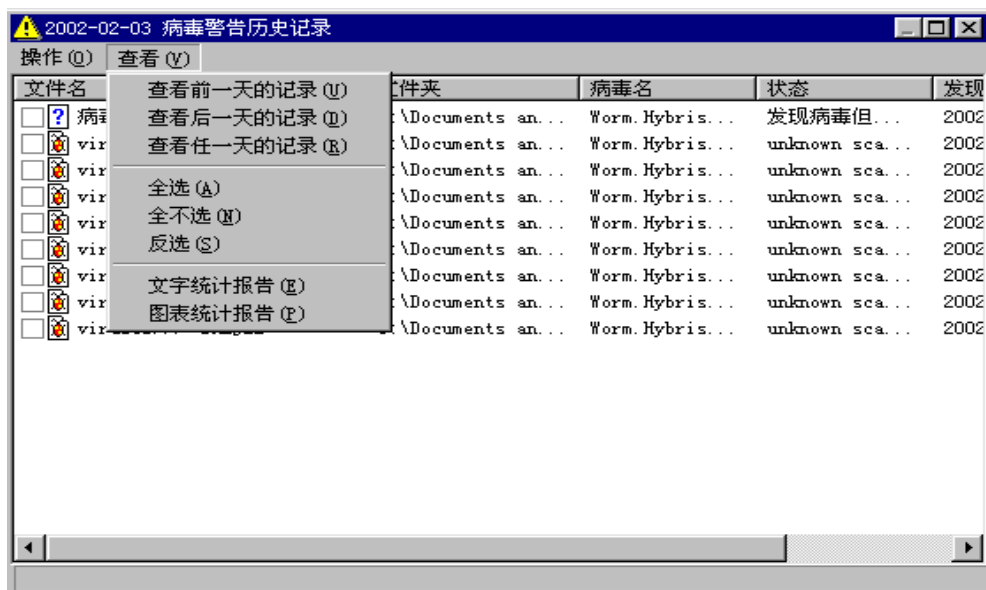 2002-02-03 病毒警告历史记录
操作(O) 查看(V)
文件名 件夹 病毒名 状态 发现
查看前一天的记录(U)
查看后一天的记录(D)
查看任一天的记录(R)
全选(A)
全不选(N)
反选(S)
文字统计报告(E)
图表统计报告(P)
病毒 :\Documents an... Worm.Hybris... 发现病毒但... 2002
vir :\Documents an... Worm.Hybris... unknown sca... 2002
vir :\Documents an... Worm.Hybris... unknown sca... 2002
vir :\Documents an... Worm.Hybris... unknown sca... 2002
vir :\Documents an... Worm.Hybris... unknown sca... 2002
vir :\Documents an... Worm.Hybris... unknown sca... 2002
vir :\Documents an... Worm.Hybris... unknown sca... 2002
vir :\Documents an... Worm.Hybris... unknown sca... 2002
vir :\Documents an... Worm.Hybris... unknown sca... 2002